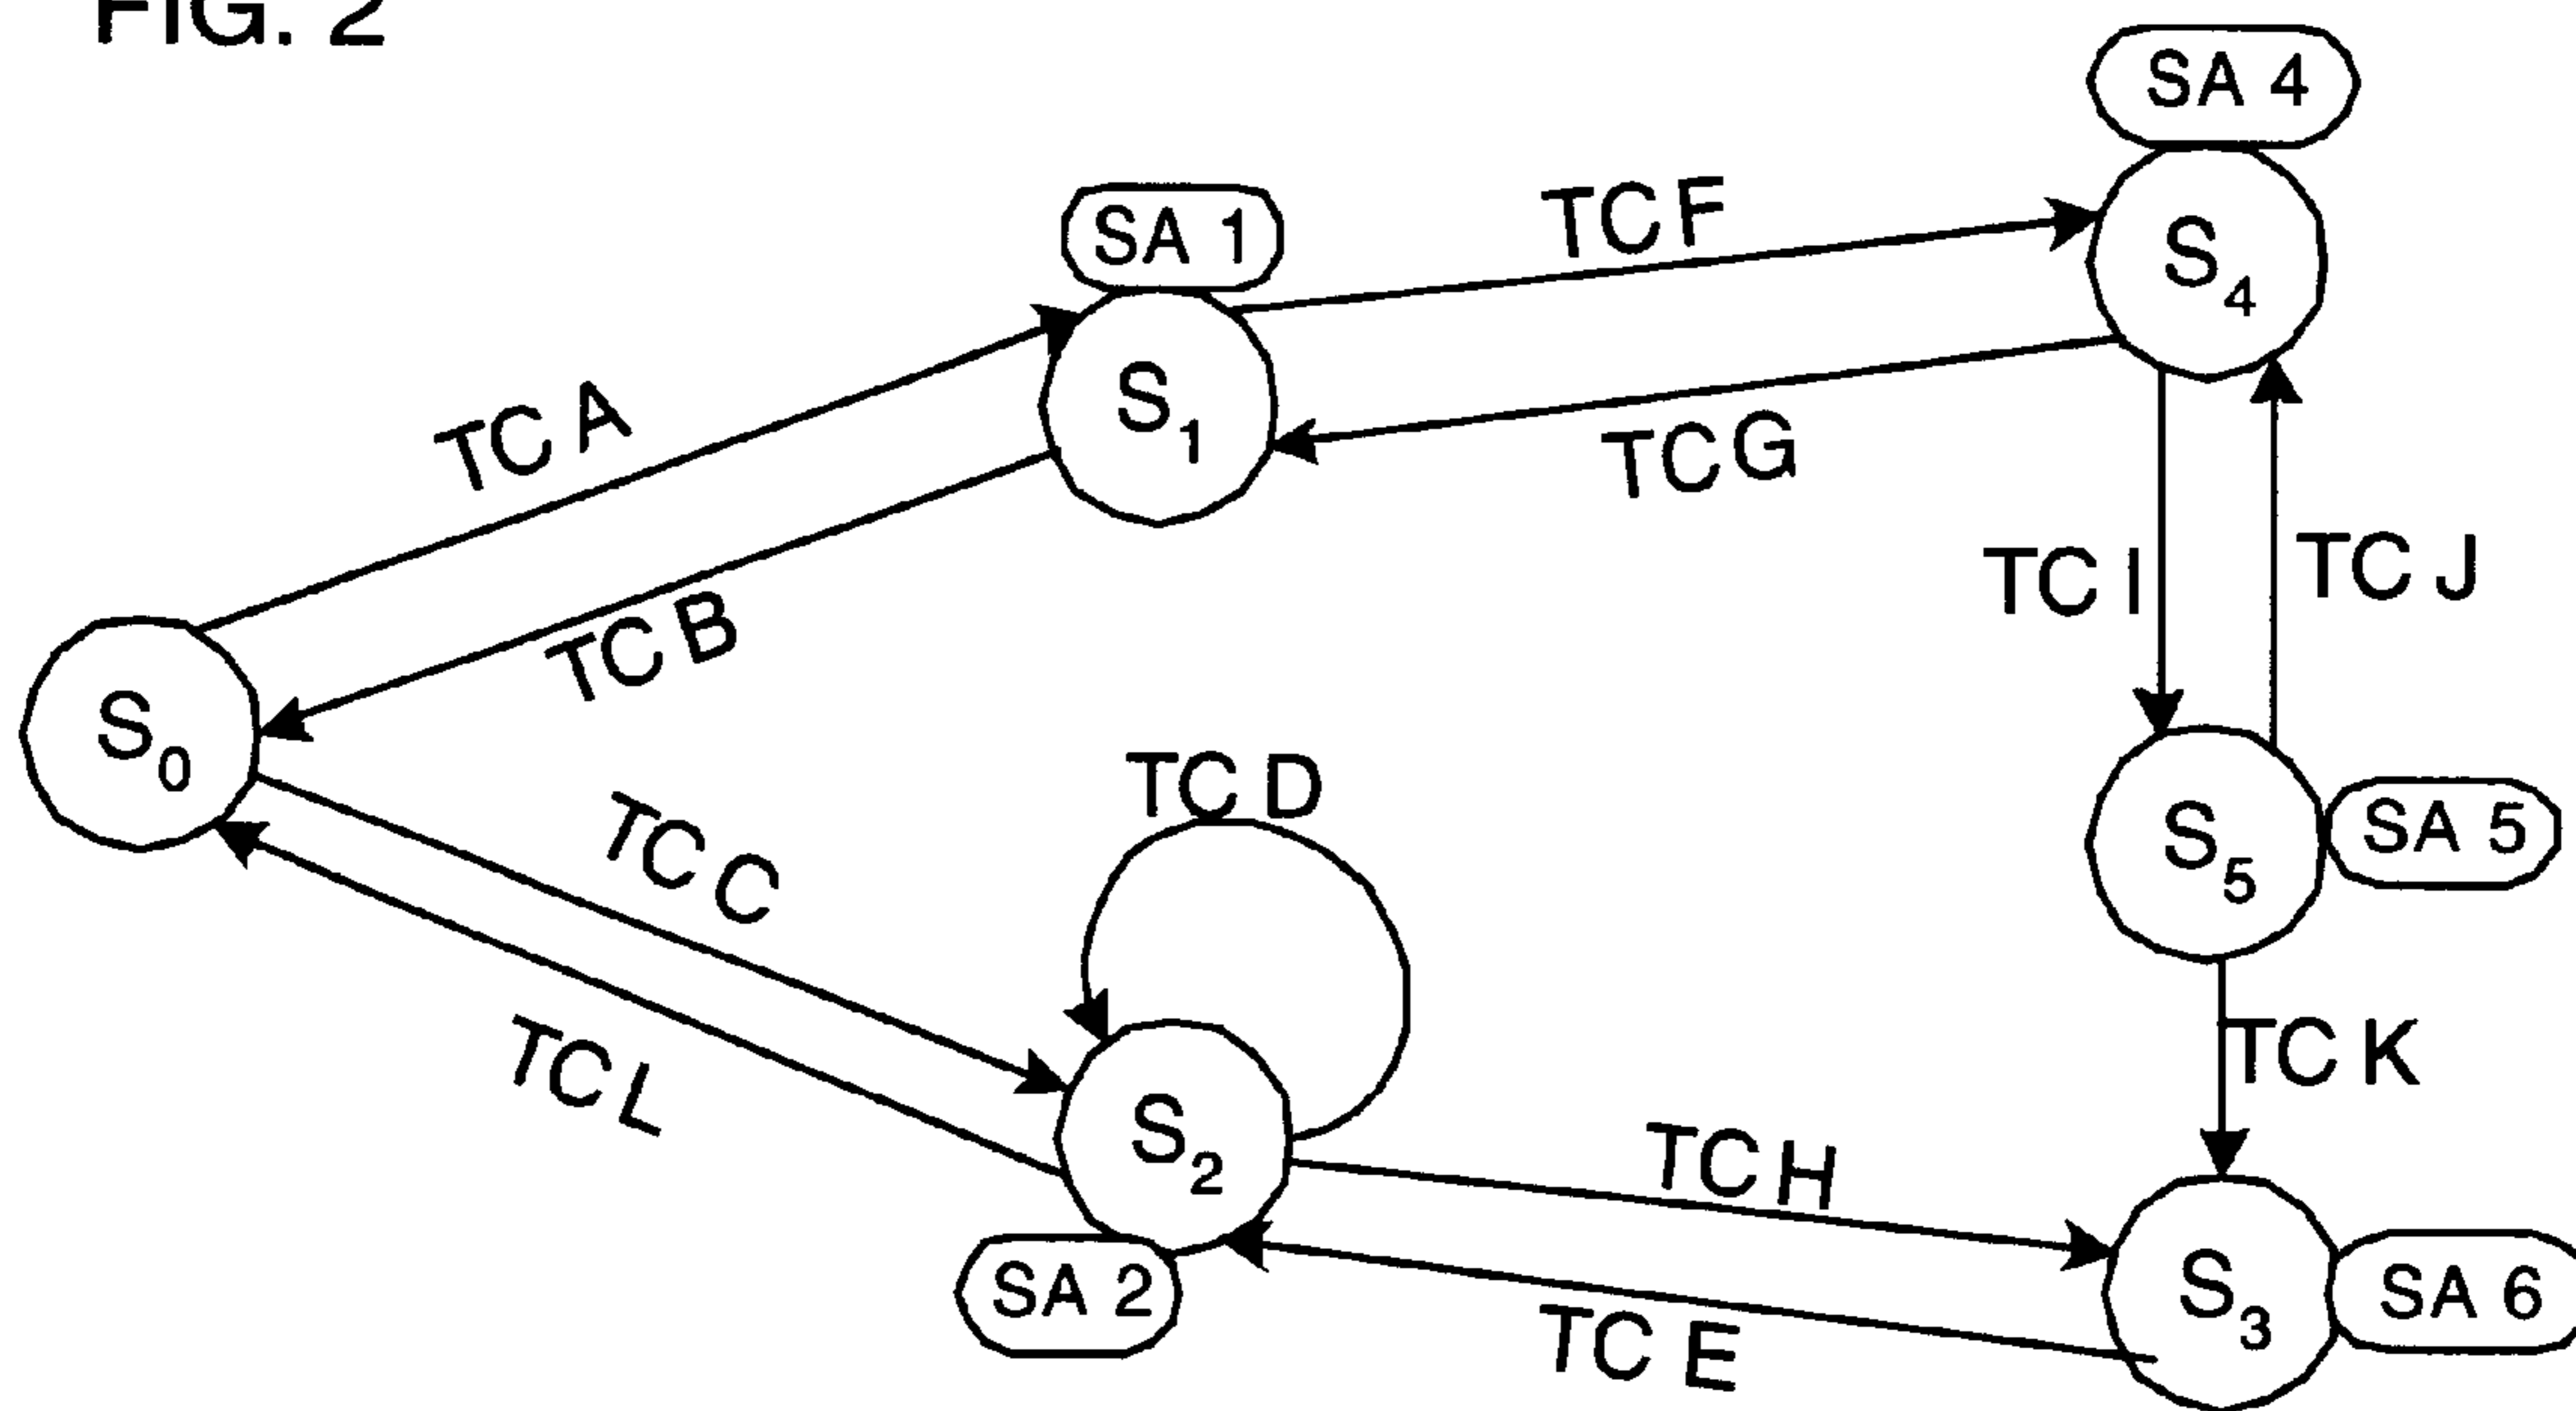 FIG. 2
SA 4
S4
SA 1
S1
TC F
TC G
TC A
TC B
TC I
TC J
S0
TC C
TC D
S5
SA 5
TC L
S2
SA 2
TC K
TC H
TC E
S3
SA 6